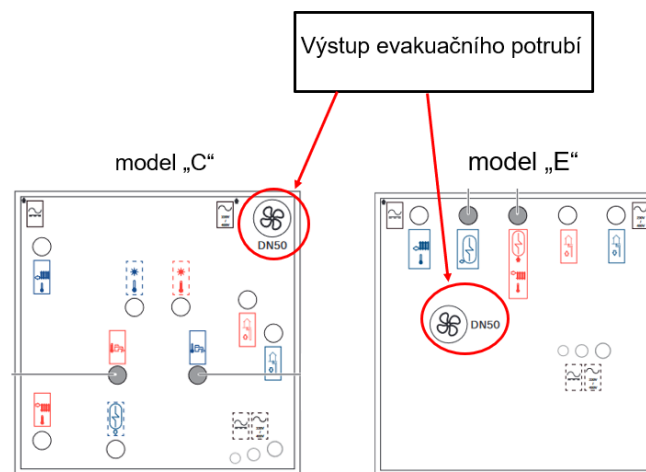 Výstup evakuačního potrubí
model „C“
model „E“
DN50
DN50